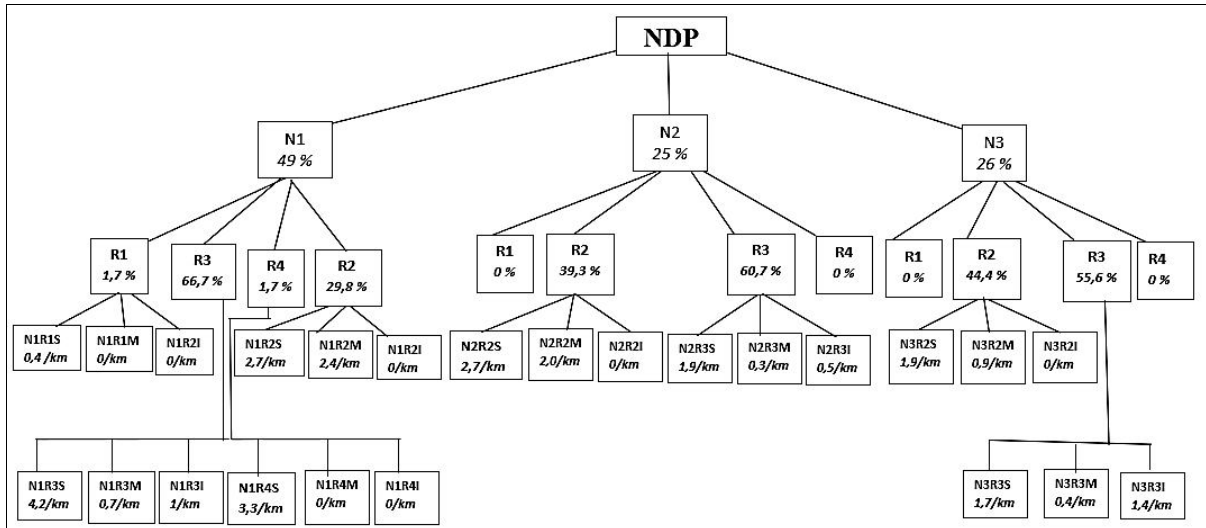 NDP
N1
49 %
N2
25 %
N3
26 %
R1
1,7 %
R3
66,7 %
R4
1,7 %
R2
29,8 %
R1
0 %
R2
39,3 %
R3
60,7 %
R4
0 %
R1
0 %
R2
44,4 %
R3
55,6 %
R4
0 %
N1R1S
0,4 /km
N1R1M
0/km
N1R2I
0/km
N1R2S
2,7/km
N1R2M
2,4/km
N1R2I
0/km
N2R2S
2,7/km
N2R2M
2,0/km
N2R2I
0/km
N2R3S
1,9/km
N2R3M
0,3/km
N2R3I
0,5/km
N3R2S
1,9/km
N3R2M
0,9/km
N3R2I
0/km
N1R3S
4,2/km
N1R3M
0,7/km
N1R3I
1/km
N1R4S
3,3/km
N1R4M
0/km
N1R4I
0/km
N3R3S
1,7/km
N3R3M
0,4/km
N3R3I
1,4/km